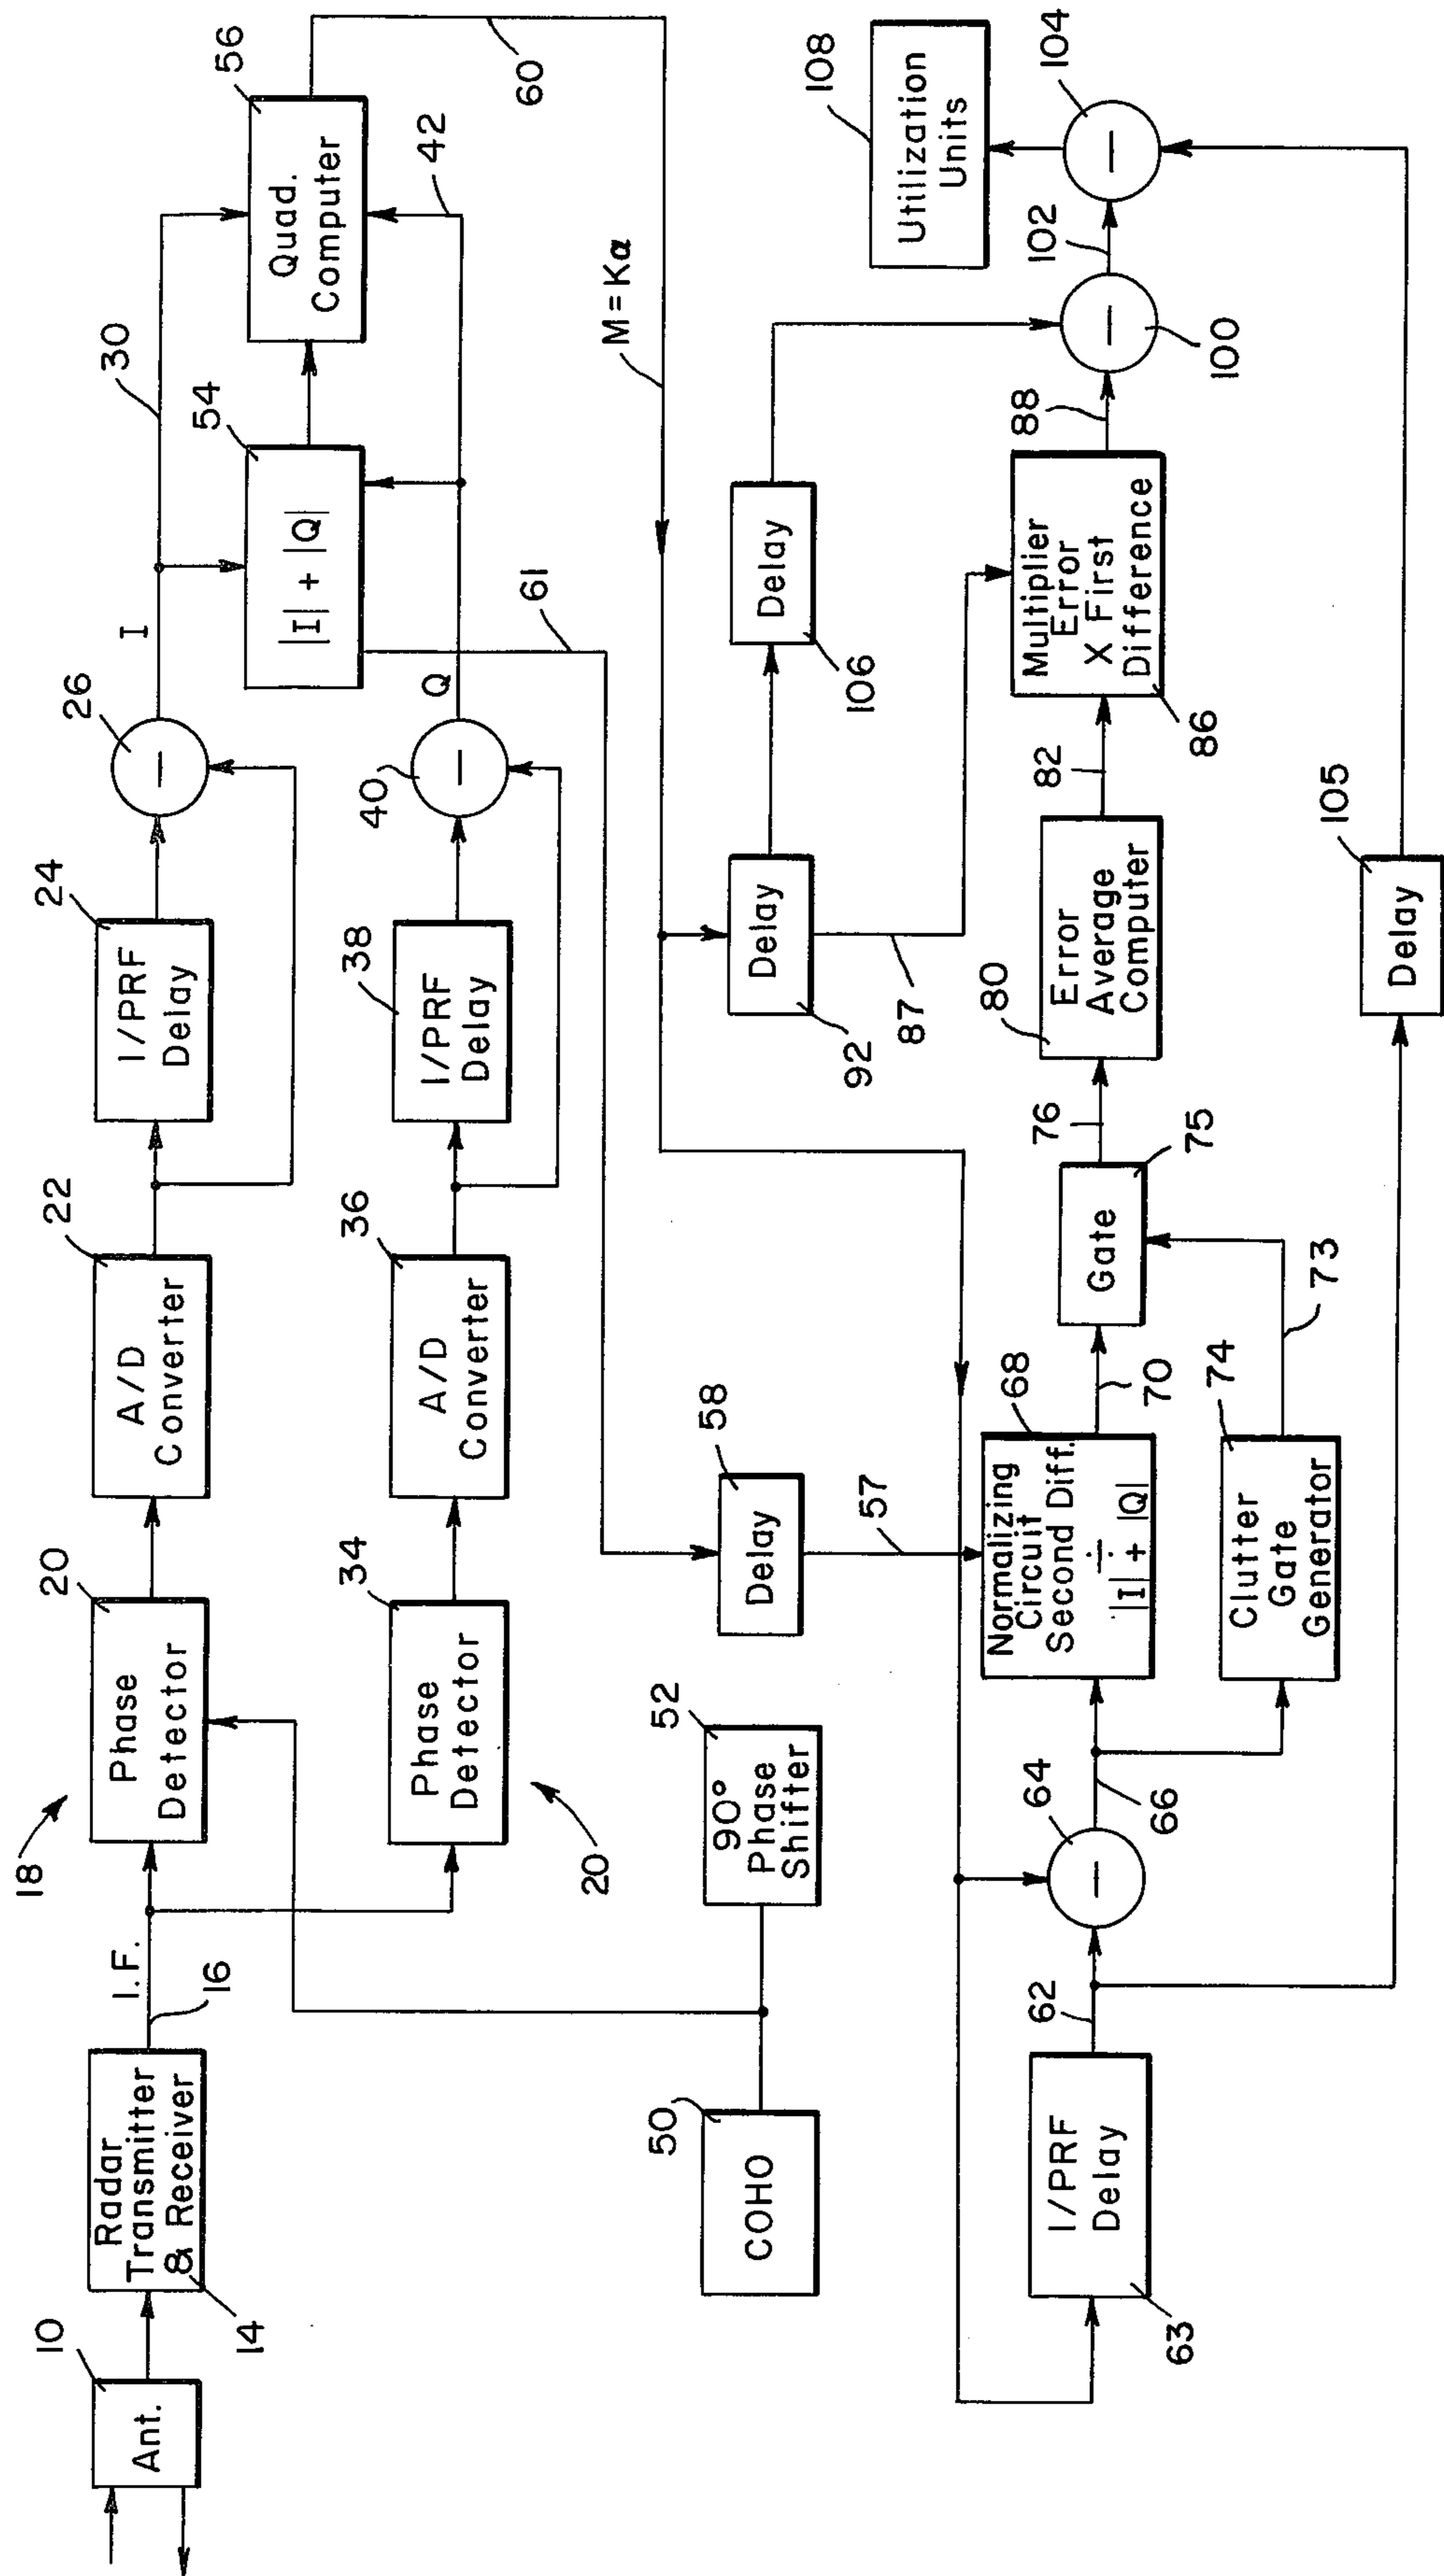 10
Ant.
14
Radar
Transmitter
& Receiver
I.F.
16
18
20
Phase
Detector
22
A/D
Converter
24
1/PRF
Delay
26
−
I
30
34
Phase
Detector
20
36
A/D
Converter
38
1/PRF
Delay
40
−
Q
42
54
|I| + |Q|
56
Quad.
Computer
60
61
50
COHO
52
90°
Phase
Shifter
58
Delay
57
M = Kα
92
Delay
87
106
Delay
63
1/PRF
Delay
62
64
−
66
68
Normalizing
Circuit
Second Diff.
÷
|I| + |Q|
70
74
Clutter
Gate
Generator
73
75
Gate
76
80
Error
Average
Computer
82
86
Multiplier
Error
X First
Difference
88
100
−
102
104
−
105
Delay
108
Utilization
Units